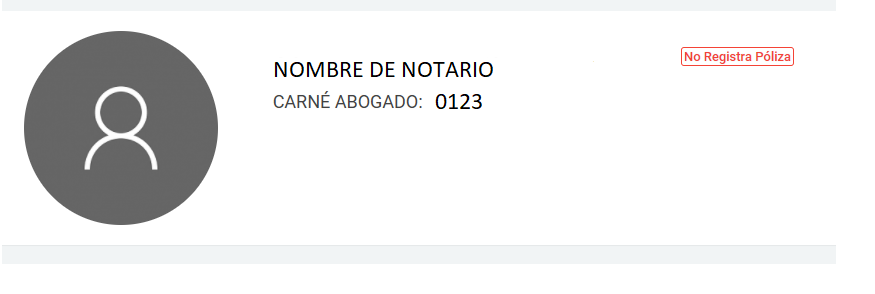 NOMBRE DE NOTARIO
No Registra Póliza
CARNÉ ABOGADO: 0123